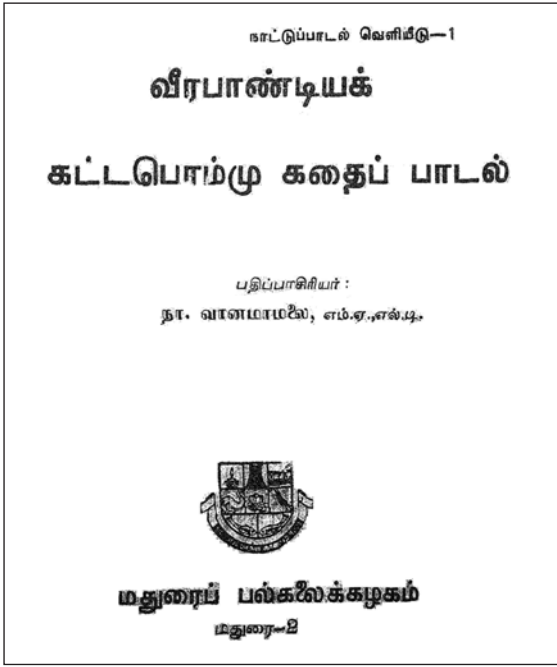 நாட்டுப்பாடல் வெளியீடு—1
வீரபாண்டியக்
கட்டபொம்மு கதைப் பாடல்
பதிப்பாசிரியர் :
நா. வானமாமலை, எம்.ஏ.,எல்.டி.,
மதுரைப் பல்கலைக்கழகம்
மதுரை—2